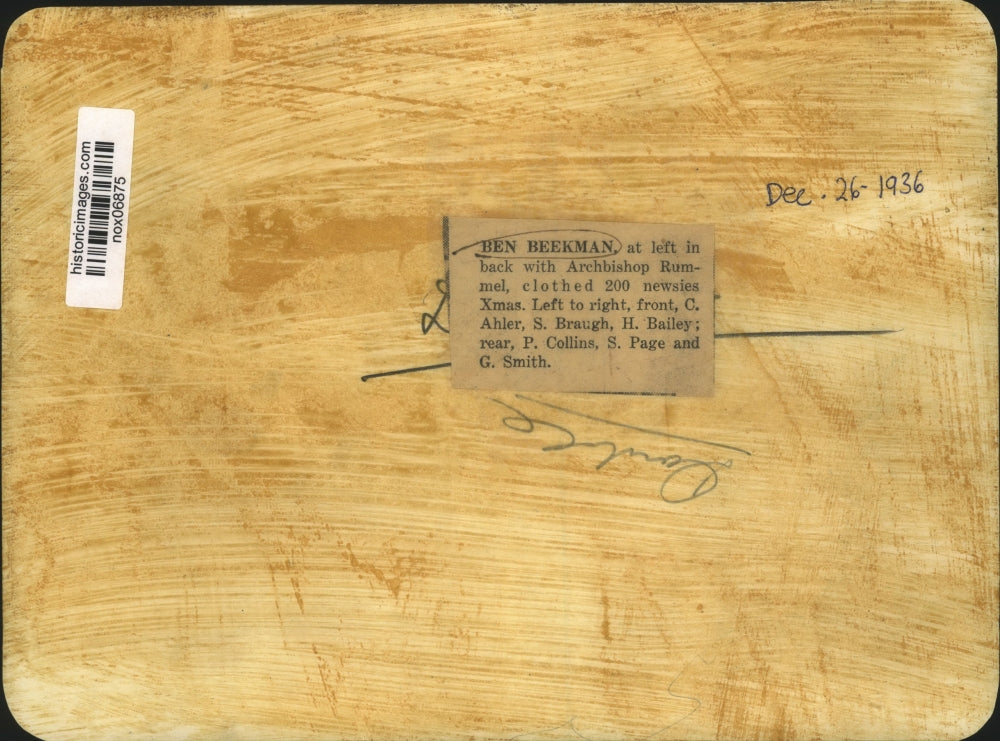 historicimages.com
nox06875
Dec. 26-1936
BEN BEEKMAN, at left in
back with Archbishop Rum-
mel, clothed 200 newsies
Xmas. Left to right, front, C.
Ahler, S. Braugh, H. Bailey;
rear, P. Collins, S. Page and
G. Smith.